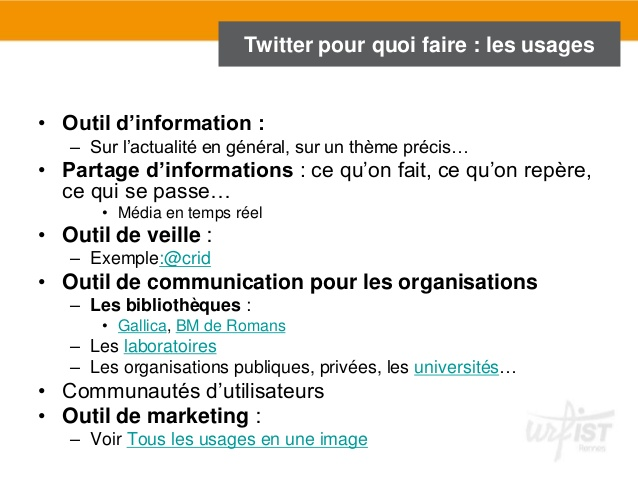 Twitter pour quoi faire : les usages
• Outil d’information :
– Sur l’actualité en général, sur un thème précis…
• Partage d’informations : ce qu’on fait, ce qu’on repère,
ce qui se passe…
• Média en temps réel
• Outil de veille :
– Exemple:@crid
• Outil de communication pour les organisations
– Les bibliothèques :
• Gallica, BM de Romans
– Les laboratoires
– Les organisations publiques, privées, les universités…
• Communautés d’utilisateurs
• Outil de marketing :
– Voir Tous les usages en une image
urfIST
Rennes